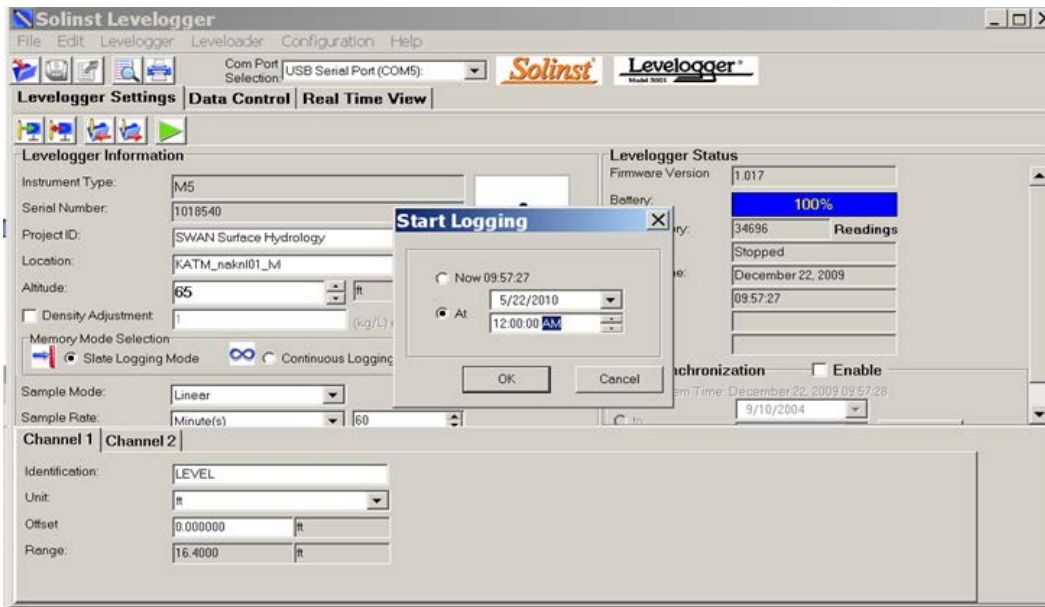 Solinst Levelogger
File Edit Levelogger Leveloader Configuration Help
Com Port Selection: USB Serial Port (COM5):
Solinst
Levelogger
Model 3001
Levelogger Settings Data Control Real Time View
Levelogger Information
Instrument Type: M5
Serial Number: 1018540
Project ID: SWAN Surface Hydrology
Location: KATM_naknl01_lvl
Altitude: 65 ft
Density Adjustment: 1 (kg/L)
Memory Mode Selection
Slate Logging Mode Continuous Logging
Sample Mode: Linear
Sample Rate: Minute(s) 60
Levelogger Status
Firmware Version 1.017
Battery: 100%
34696 Readings
Stopped
December 22, 2009
09:57:27
Enable
Time: December 22, 2009 09:57:28
to 9/10/2004
Start Logging
Now 09:57:27
At 5/22/2010
12:00:00 AM
OK Cancel
Channel 1 Channel 2
Identification: LEVEL
Unit: ft
Offset 0.000000 ft
Range: 16.4000 ft